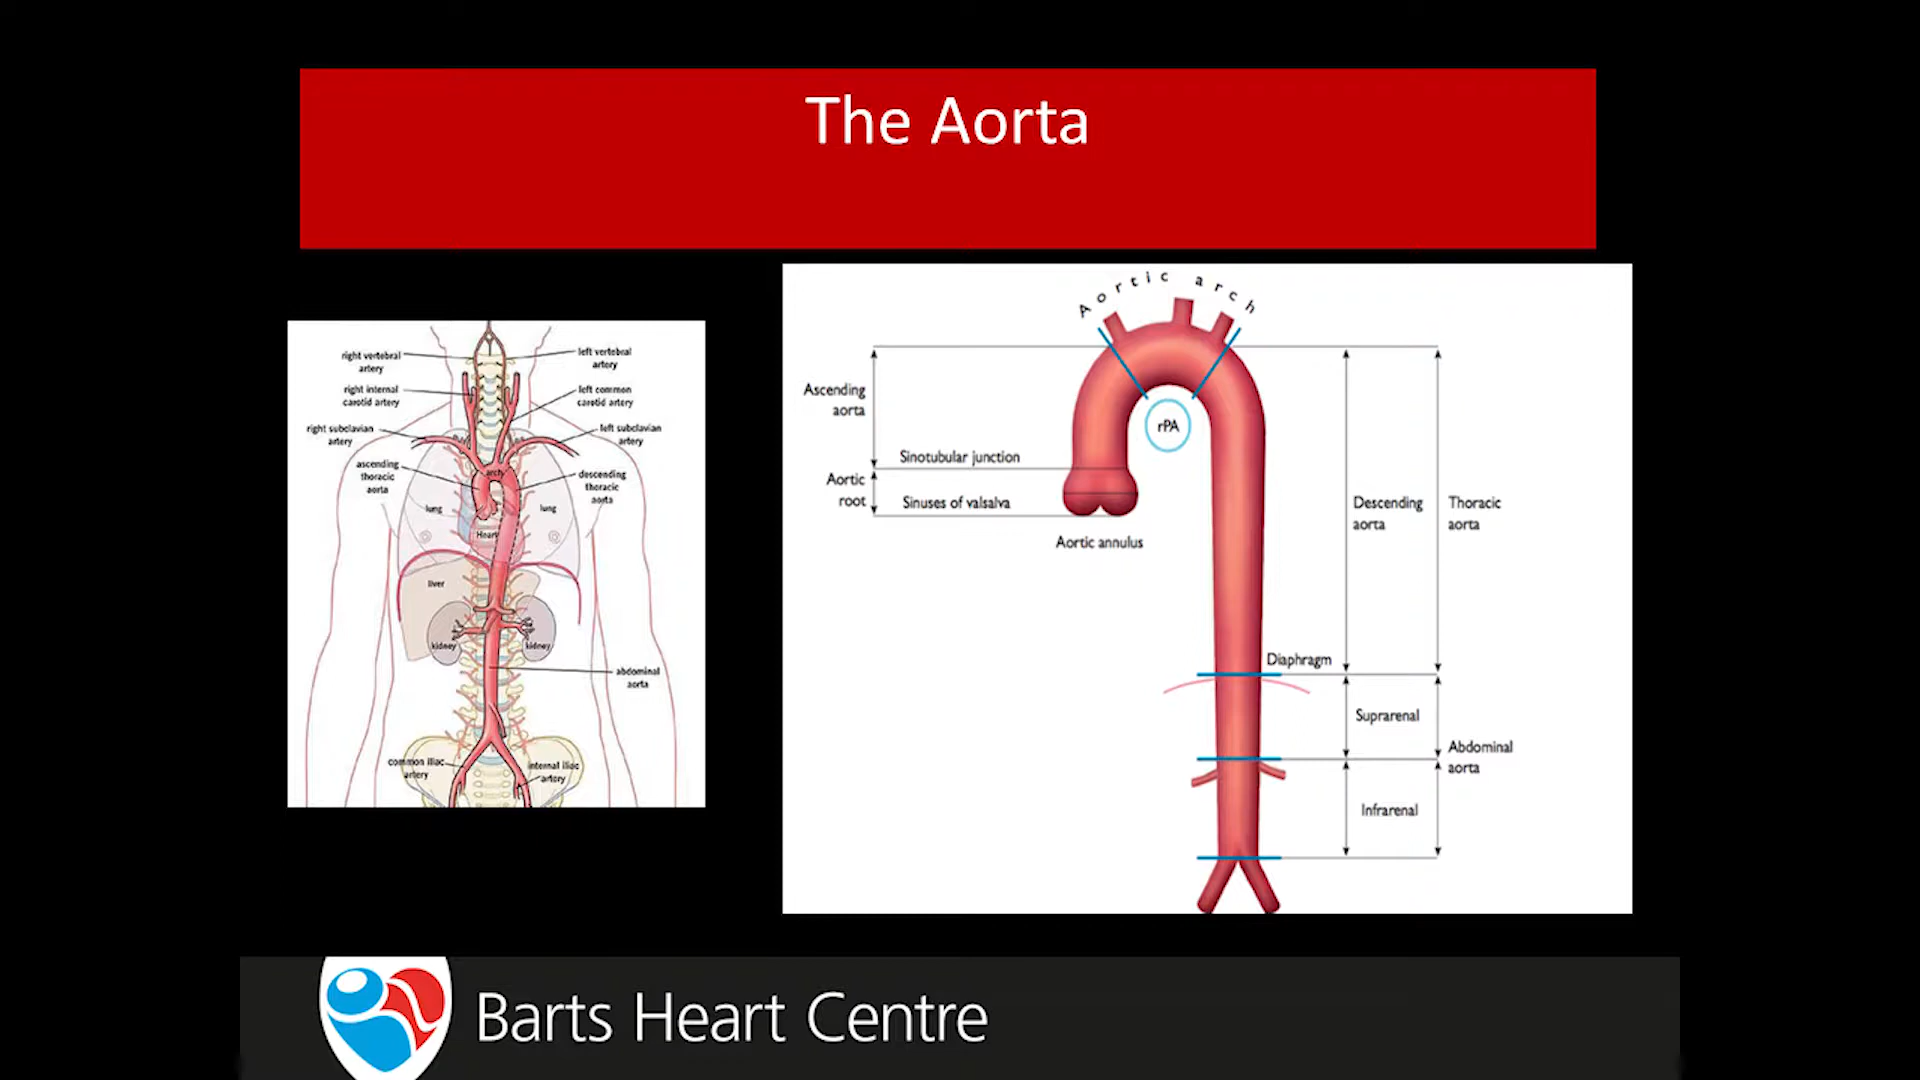 The Aorta
right vertebral
artery
left vertebral
artery
right internal
carotid artery
left common
carotid artery
right subclavian
artery
left subclavian
artery
ascending
thoracic
aorta
arch
descending
thoracic
aorta
lung
lung
Heart
liver
kidney
kidney
abdominal
aorta
common iliac
artery
internal iliac
artery
Aortic arch
Ascending
aorta
rPA
Sinotubular junction
Aortic
root
Sinuses of valsalva
Aortic annulus
Descending
aorta
Thoracic
aorta
Diaphragm
Suprarenal
Abdominal
aorta
Infrarenal
Barts Heart Centre